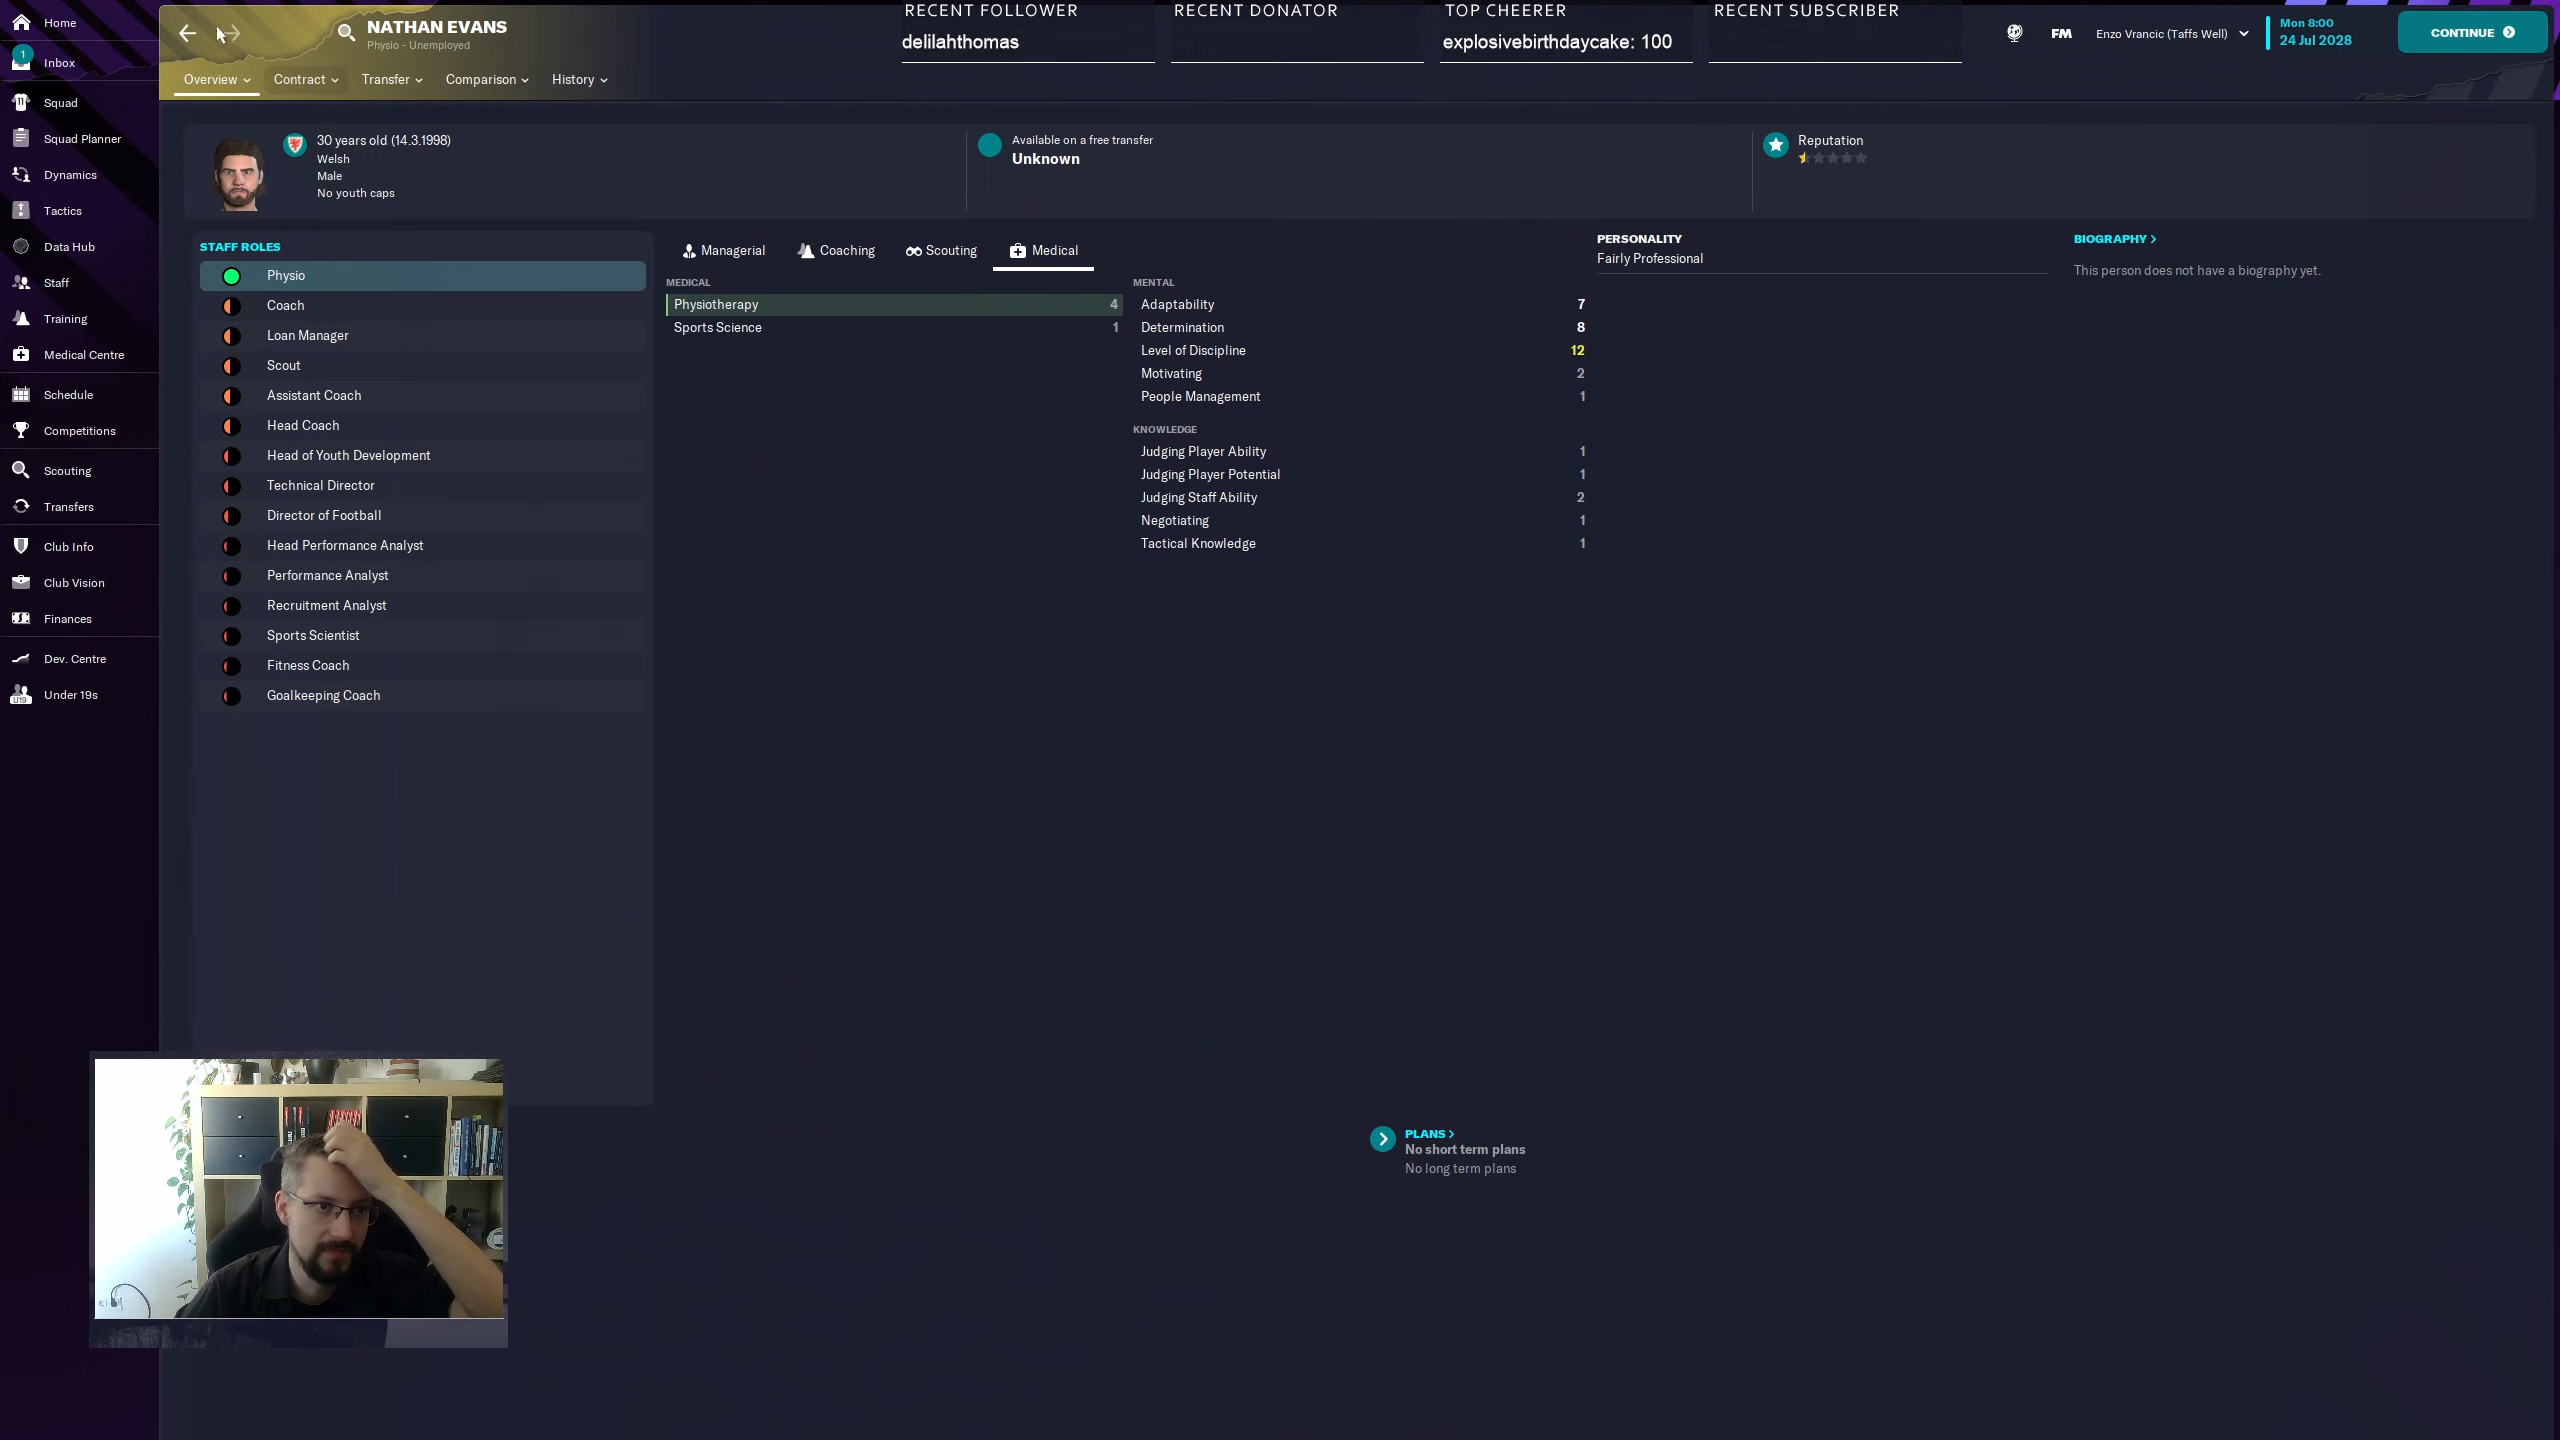 Home
1
Inbox
Squad
Squad Planner
Dynamics
Tactics
Data Hub
Staff
Training
Medical Centre
Schedule
Competitions
Scouting
Transfers
Club Info
Club Vision
Finances
Dev. Centre
U19
Under 19s
NATHAN EVANS
Physio - Unemployed
Overview
Contract
Transfer
Comparison
History
RECENT FOLLOWER
delilahthomas
RECENT DONATOR
TOP CHEERER
explosivebirthdaycake: 100
RECENT SUBSCRIBER
FM
Enzo Vrancic (Taffs Well)
Mon 8:00
24 Jul 2028
CONTINUE
30 years old (14.3.1998)
Welsh
Male
No youth caps
Available on a free transfer
Unknown
Reputation
STAFF ROLES
Physio
Coach
Loan Manager
Scout
Assistant Coach
Head Coach
Head of Youth Development
Technical Director
Director of Football
Head Performance Analyst
Performance Analyst
Recruitment Analyst
Sports Scientist
Fitness Coach
Goalkeeping Coach
Managerial
Coaching
Scouting
Medical
MEDICAL
Physiotherapy 4
Sports Science 1
MENTAL
Adaptability 7
Determination 8
Level of Discipline 12
Motivating 2
People Management 1
KNOWLEDGE
Judging Player Ability 1
Judging Player Potential 1
Judging Staff Ability 2
Negotiating 1
Tactical Knowledge 1
PERSONALITY
Fairly Professional
BIOGRAPHY >
This person does not have a biography yet.
PLANS >
No short term plans
No long term plans